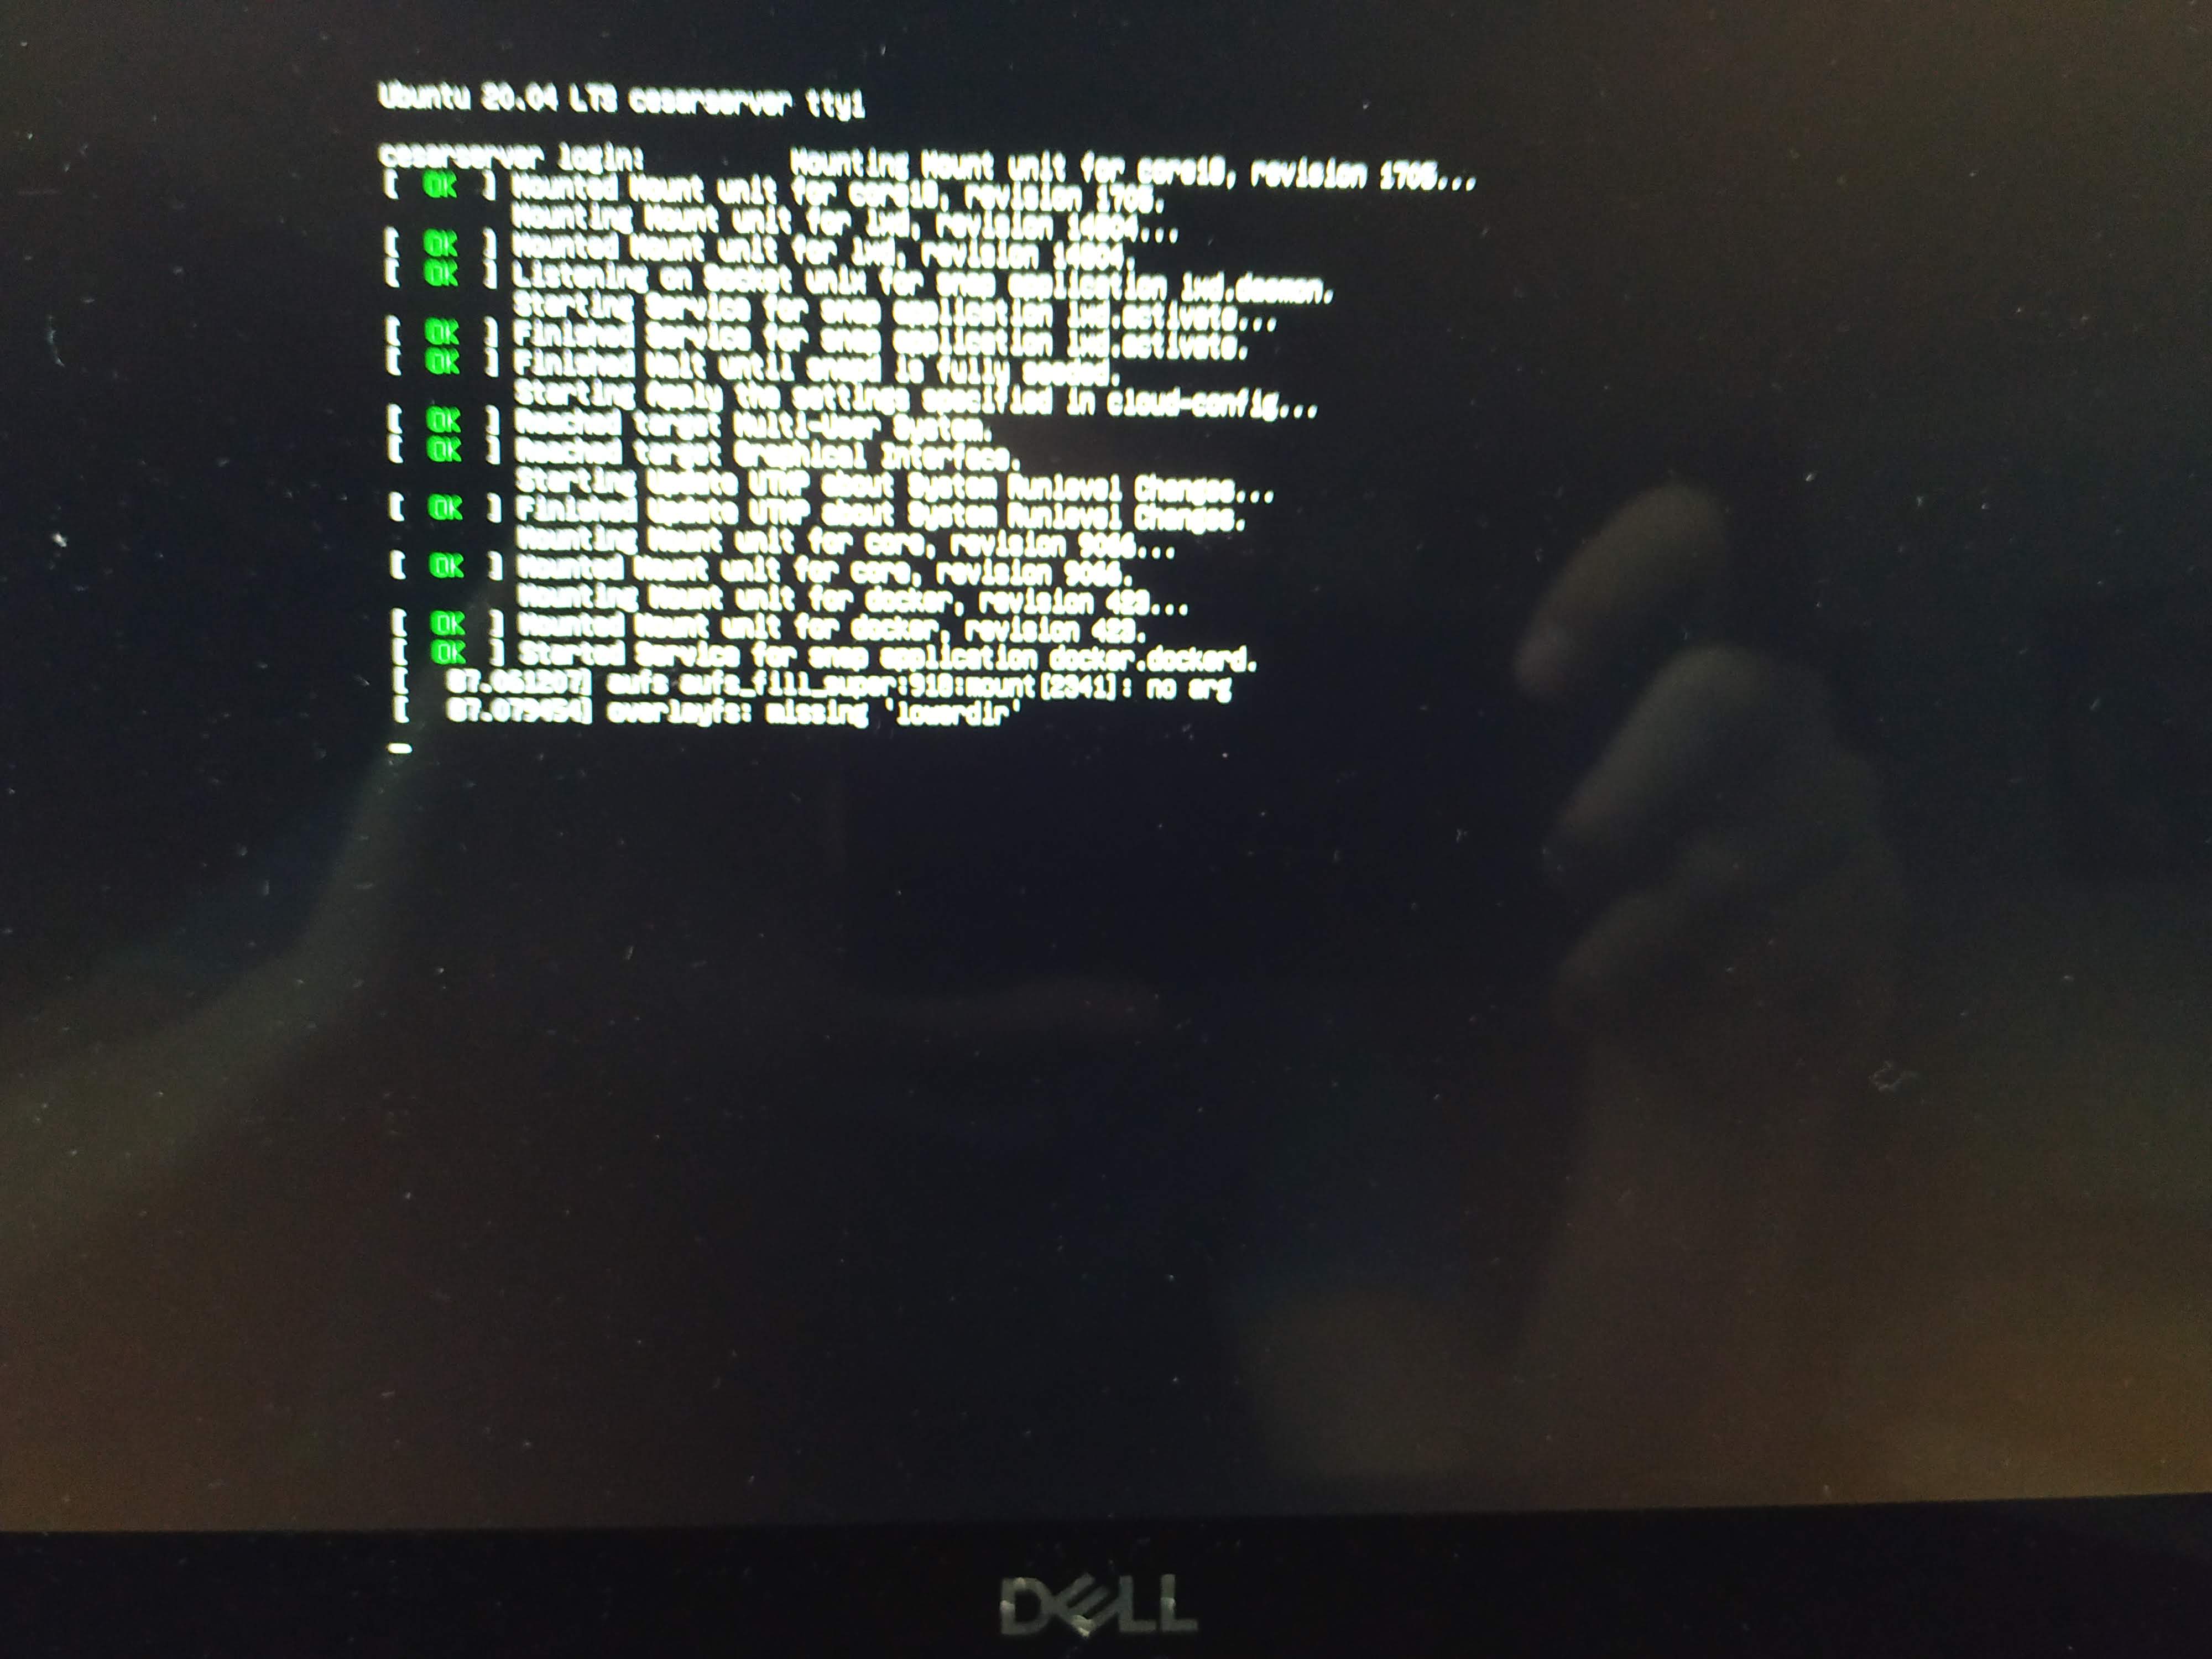 Ubuntu 20.04 LTS cesarserver tty1
cesarserver login:          Mounting Mount unit for core18, revision 1705...
[  OK  ] Mounted Mount unit for core18, revision 1705.
         Mounting Mount unit for lxd, revision 14804...
[  OK  ] Mounted Mount unit for lxd, revision 14804.
[  OK  ] Listening on Socket unix for snap application lxd.daemon.
         Starting Service for snap application lxd.activate...
[  OK  ] Finished Service for snap application lxd.activate.
[  OK  ] Finished Wait until snapd is fully seeded.
         Starting Apply the settings specified in cloud-config...
[  OK  ] Reached target Multi-User System.
[  OK  ] Reached target Graphical Interface.
         Starting Update UTMP about System Runlevel Changes...
[  OK  ] Finished Update UTMP about System Runlevel Changes.
         Mounting Mount unit for core, revision 9066...
[  OK  ] Mounted Mount unit for core, revision 9066.
         Mounting Mount unit for docker, revision 423...
[  OK  ] Mounted Mount unit for docker, revision 423.
[  OK  ] Started Service for snap application docker.dockerd.
[   87.061207] aufs aufs_fill_super:918:mount[2341]: no arg
[   87.079454] overlayfs: missing 'lowerdir'
DELL